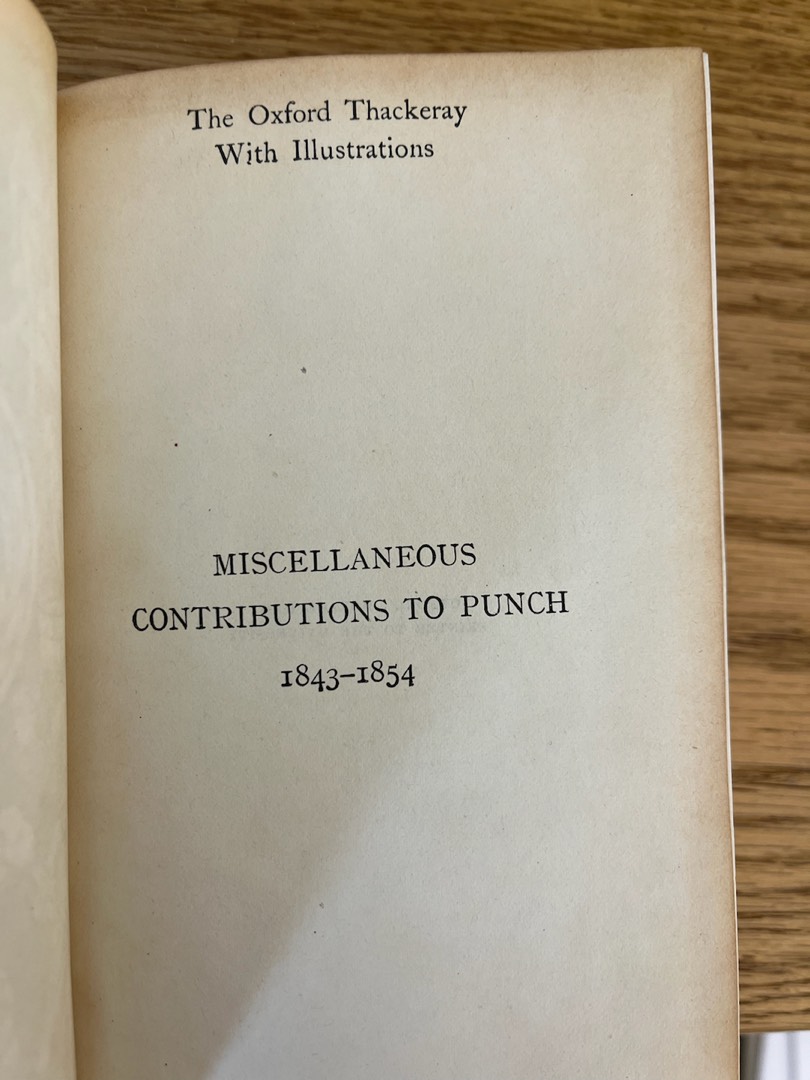 The Oxford Thackeray
With Illustrations
MISCELLANEOUS
CONTRIBUTIONS TO PUNCH
1843–1854